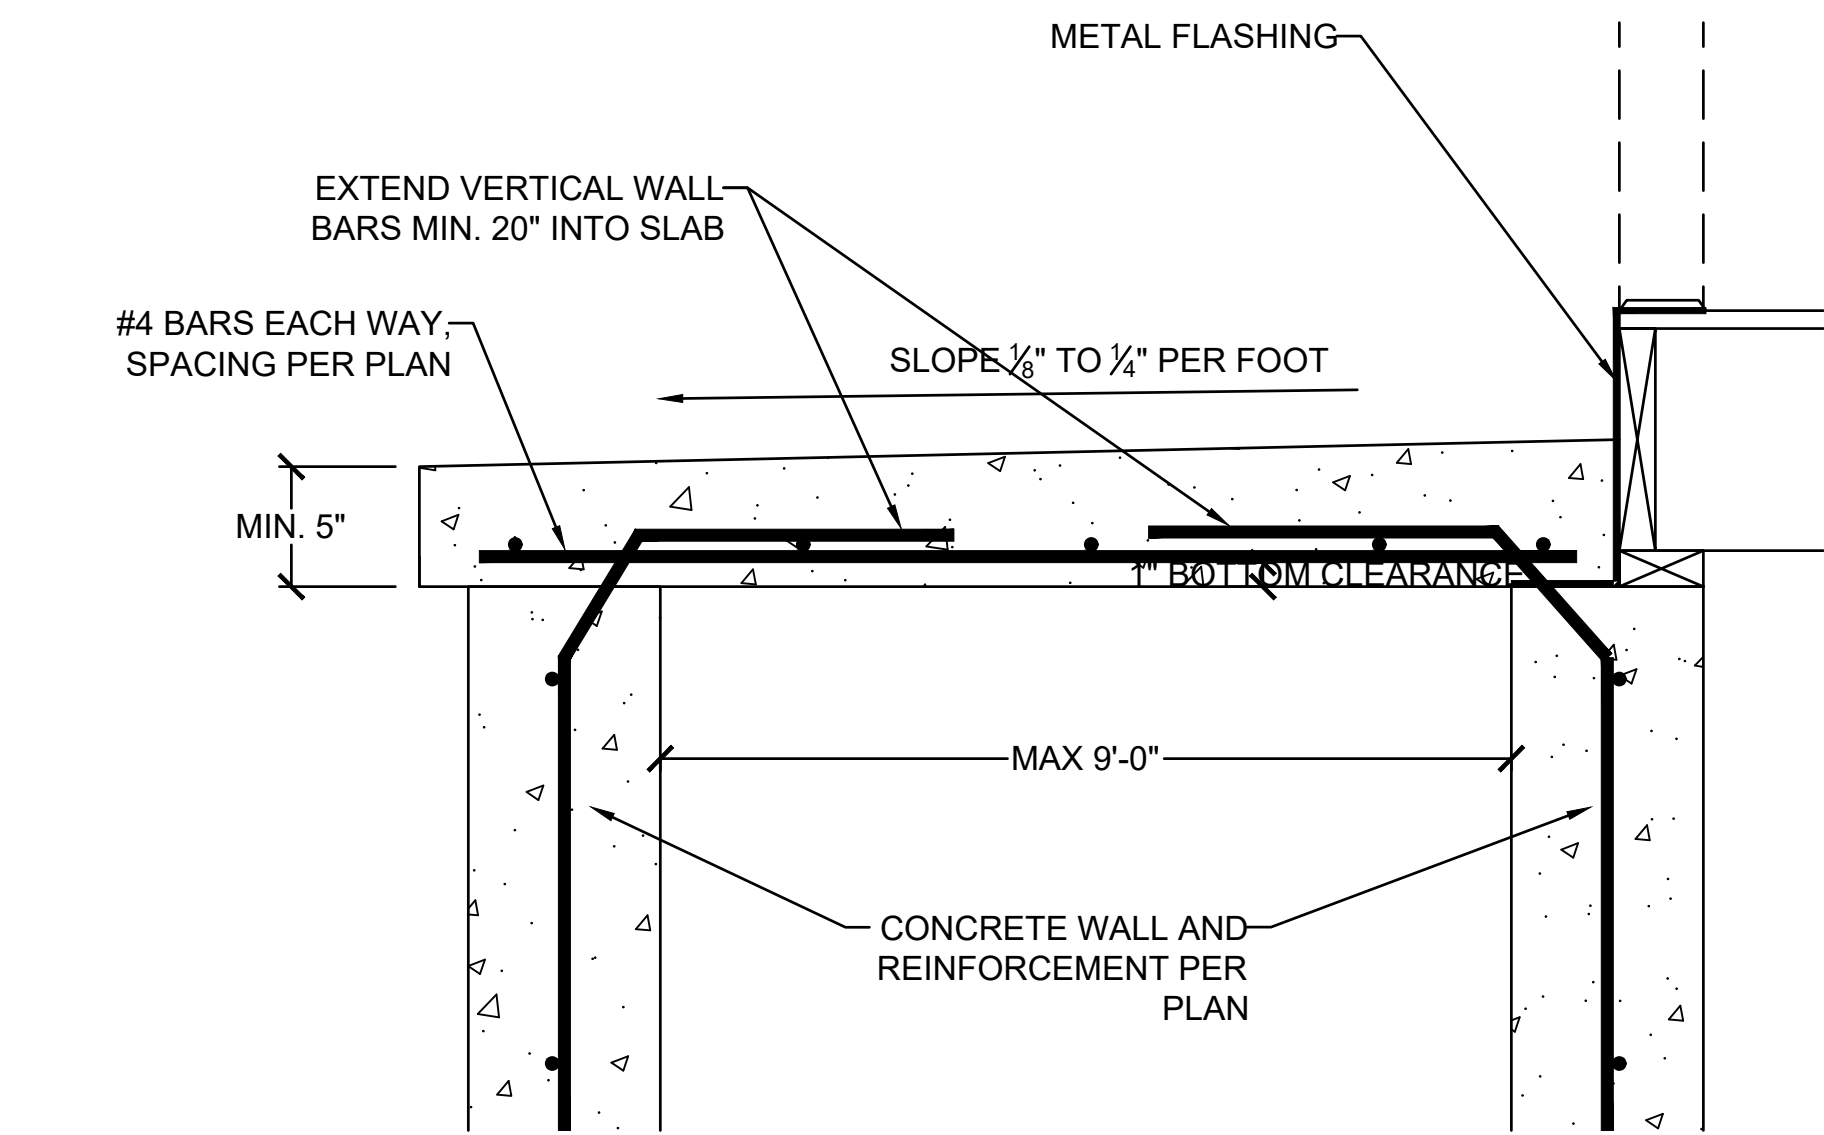 METAL FLASHING
EXTEND VERTICAL WALL
BARS MIN. 20" INTO SLAB
#4 BARS EACH WAY,
SPACING PER PLAN
SLOPE ⅛" TO ¼" PER FOOT
MIN. 5"
1" BOTTOM CLEARANCE
MAX 9'-0"
CONCRETE WALL AND
REINFORCEMENT PER
PLAN